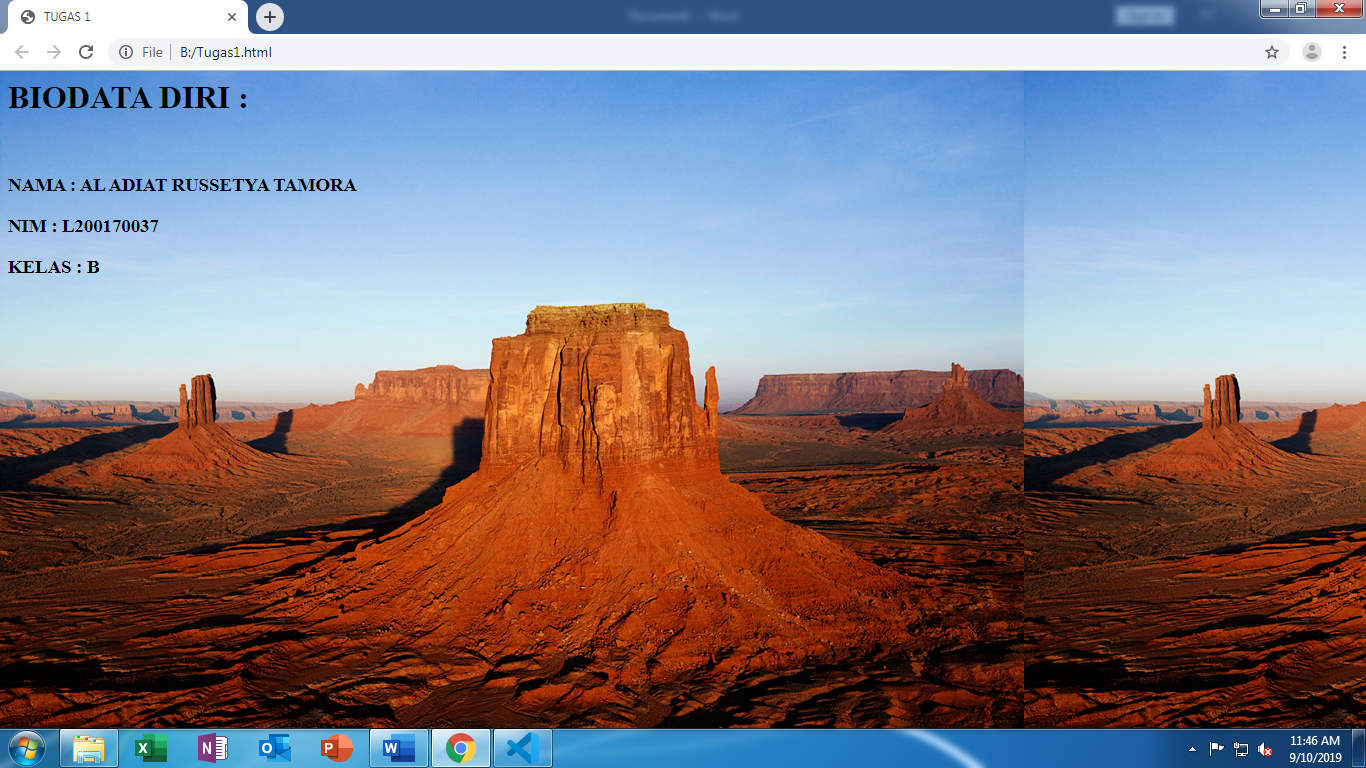 TUGAS 1
File
B:/Tugas1.html
BIODATA DIRI :
NAMA : AL ADIAT RUSSETYA TAMORA
NIM : L200170037
KELAS : B
11:46 AM
9/10/2019